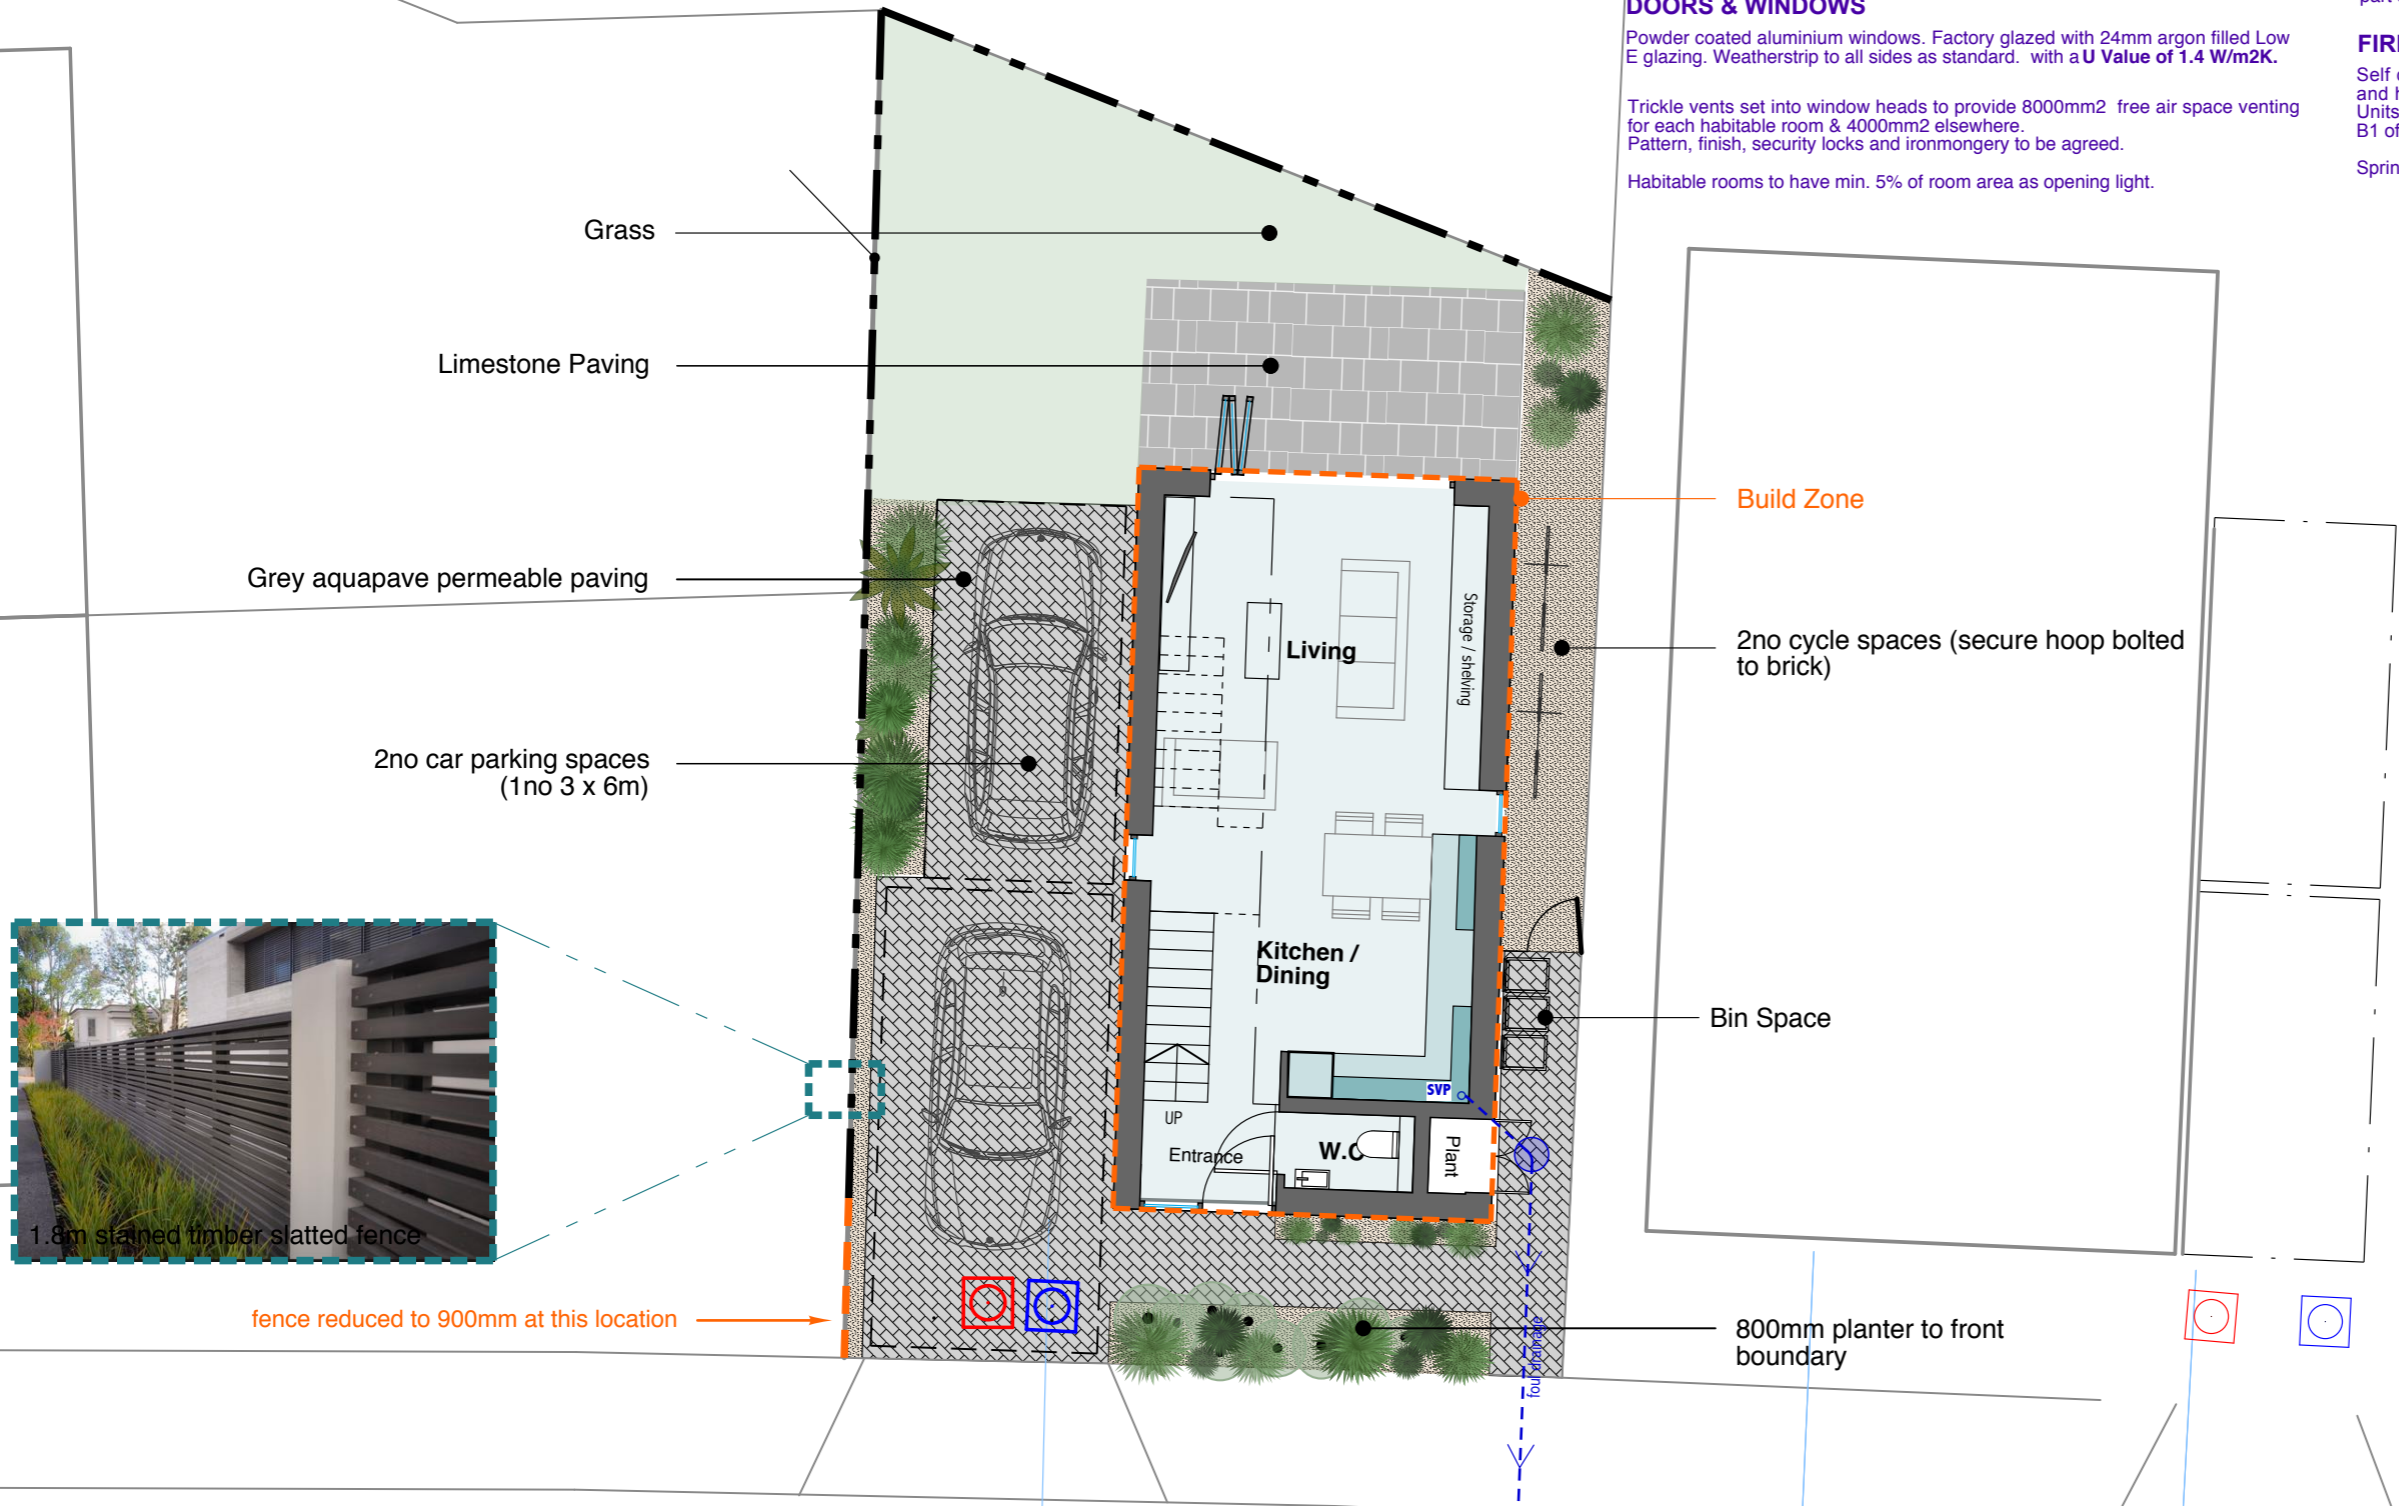 DOORS & WINDOWS
Powder coated aluminium windows. Factory glazed with 24mm argon filled Low
E glazing. Weatherstrip to all sides as standard. with a U Value of 1.4 W/m2K.
Trickle vents set into window heads to provide 8000mm2 free air space venting
for each habitable room & 4000mm2 elsewhere.
Pattern, finish, security locks and ironmongery to be agreed.
Habitable rooms to have min. 5% of room area as opening light.
part
Self
and
Units
B1 of
Grass
Limestone Paving
Grey aquapave permeable paving
2no car parking spaces
(1no 3 x 6m)
1.8m stained timber slatted fence
fence reduced to 900mm at this location
Build Zone
2no cycle spaces (secure hoop bolted
to brick)
Bin Space
800mm planter to front
boundary
Living
Storage / shelving
Kitchen /
Dining
SVP
UP
Entrance
W.C
Plant
foul drainage